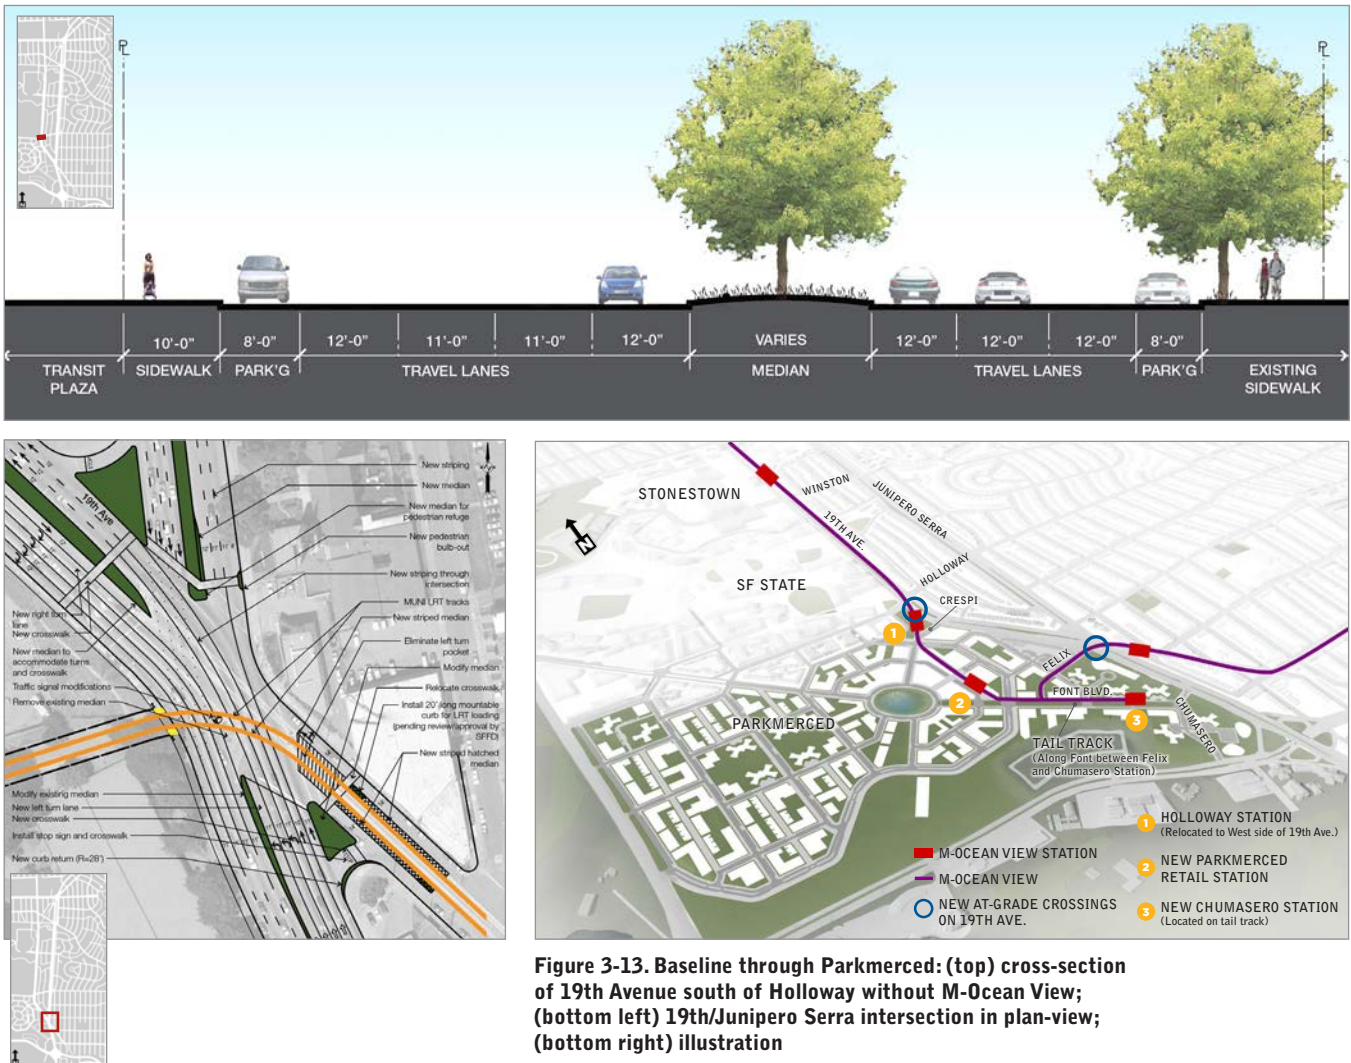 PL
PL
10'-0"
8'-0"
12'-0"
11'-0"
11'-0"
12'-0"
VARIES
12'-0"
12'-0"
12'-0"
8'-0"
TRANSIT
PLAZA
SIDEWALK
PARK'G
TRAVEL LANES
MEDIAN
TRAVEL LANES
PARK'G
EXISTING
SIDEWALK
19th Ave
New striping
New median
New median for
pedestrian refuge
New pedestrian
bulb-out
New striping through
intersection
MUNI LRT tracks
New striped median
Eliminate left turn
pocket
Modify median
Relocate crosswalk
Install 20' long mountable
curb for LRT loading
(pending review/approval by
SFFD)
New striped hatched
median
New right turn
lane
New crosswalk
New median to
accommodate turns
and crosswalk
Traffic signal modifications
Remove existing median
Modify existing median
New left turn lane
New crosswalk
Install stop sign and crosswalk
New curb return (R=28')
STONESTOWN
WINSTON
JUNIPERO SERRA
19TH AVE.
HOLLOWAY
SF STATE
CRESPI
1
FELIX
FONT BLVD.
2
PARKMERCED
CHUMASERO
3
TAIL TRACK
(Along Font between Felix
and Chumasero Station)
M-OCEAN VIEW STATION
M-OCEAN VIEW
NEW AT-GRADE CROSSINGS
ON 19TH AVE.
1 HOLLOWAY STATION
(Relocated to West side of 19th Ave.)
2 NEW PARKMERCED
RETAIL STATION
3 NEW CHUMASERO STATION
(Located on tail track)
Figure 3-13. Baseline through Parkmerced: (top) cross-section
of 19th Avenue south of Holloway without M-Ocean View;
(bottom left) 19th/Junipero Serra intersection in plan-view;
(bottom right) illustration